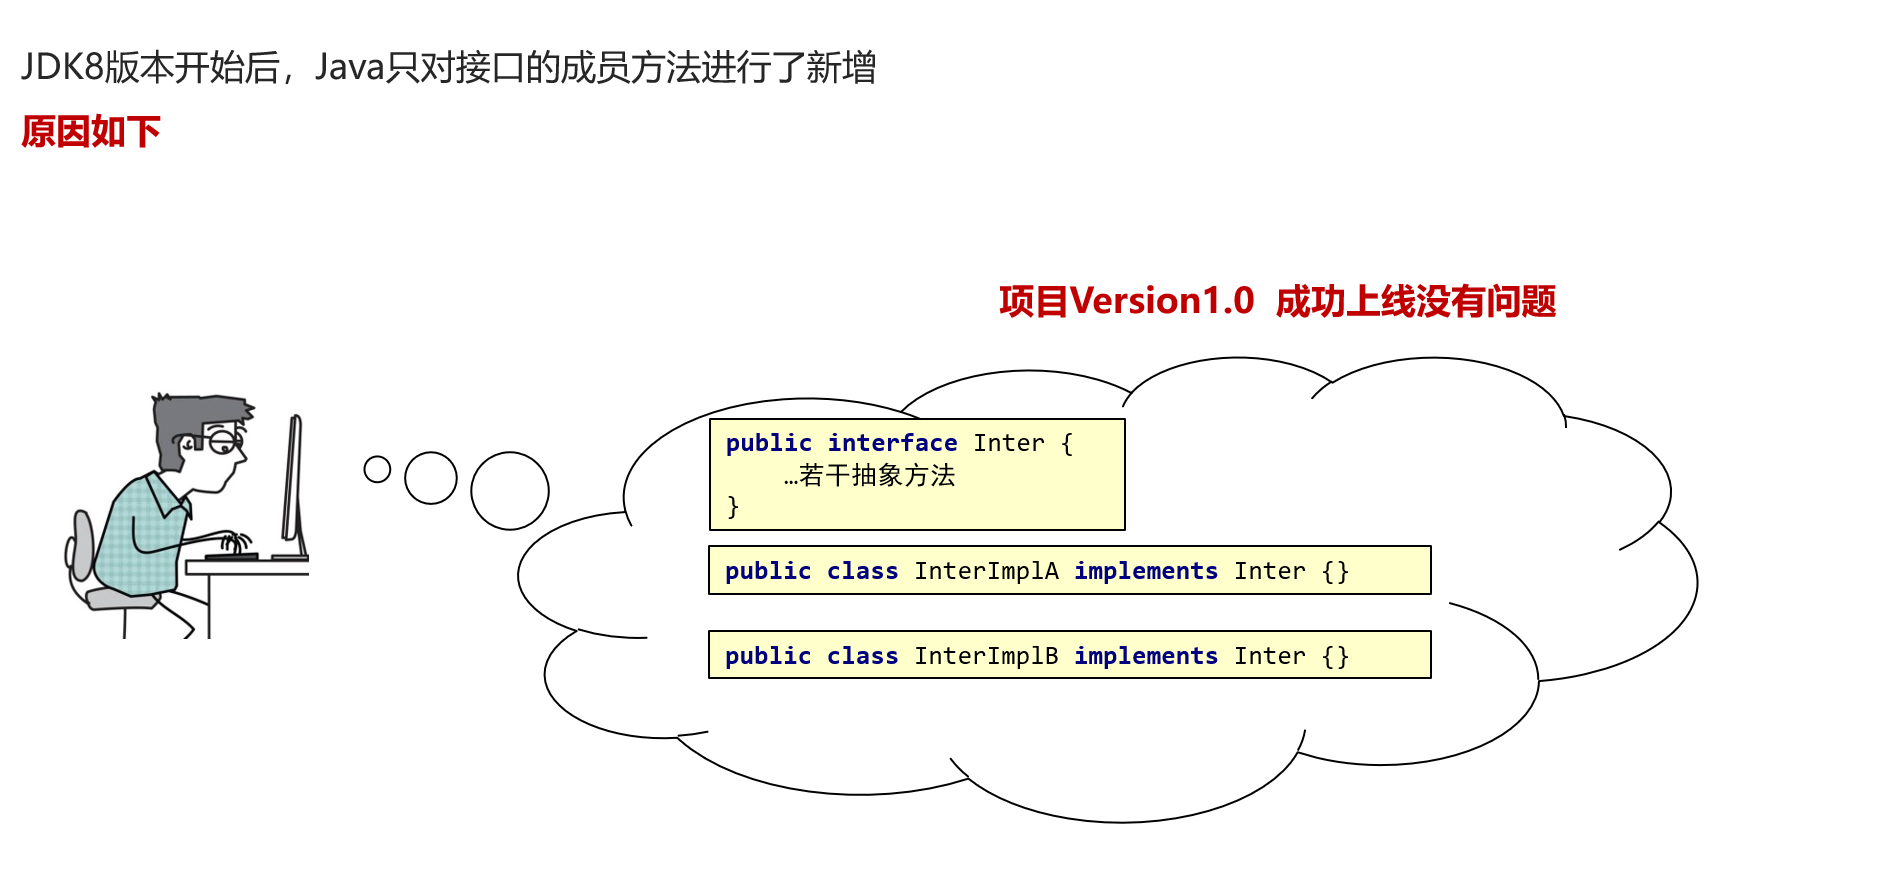 JDK8版本开始后，Java只对接口的成员方法进行了新增
原因如下
项目Version1.0  成功上线没有问题
public interface Inter {
    …若干抽象方法
}
public class InterImplA implements Inter {}
public class InterImplB implements Inter {}